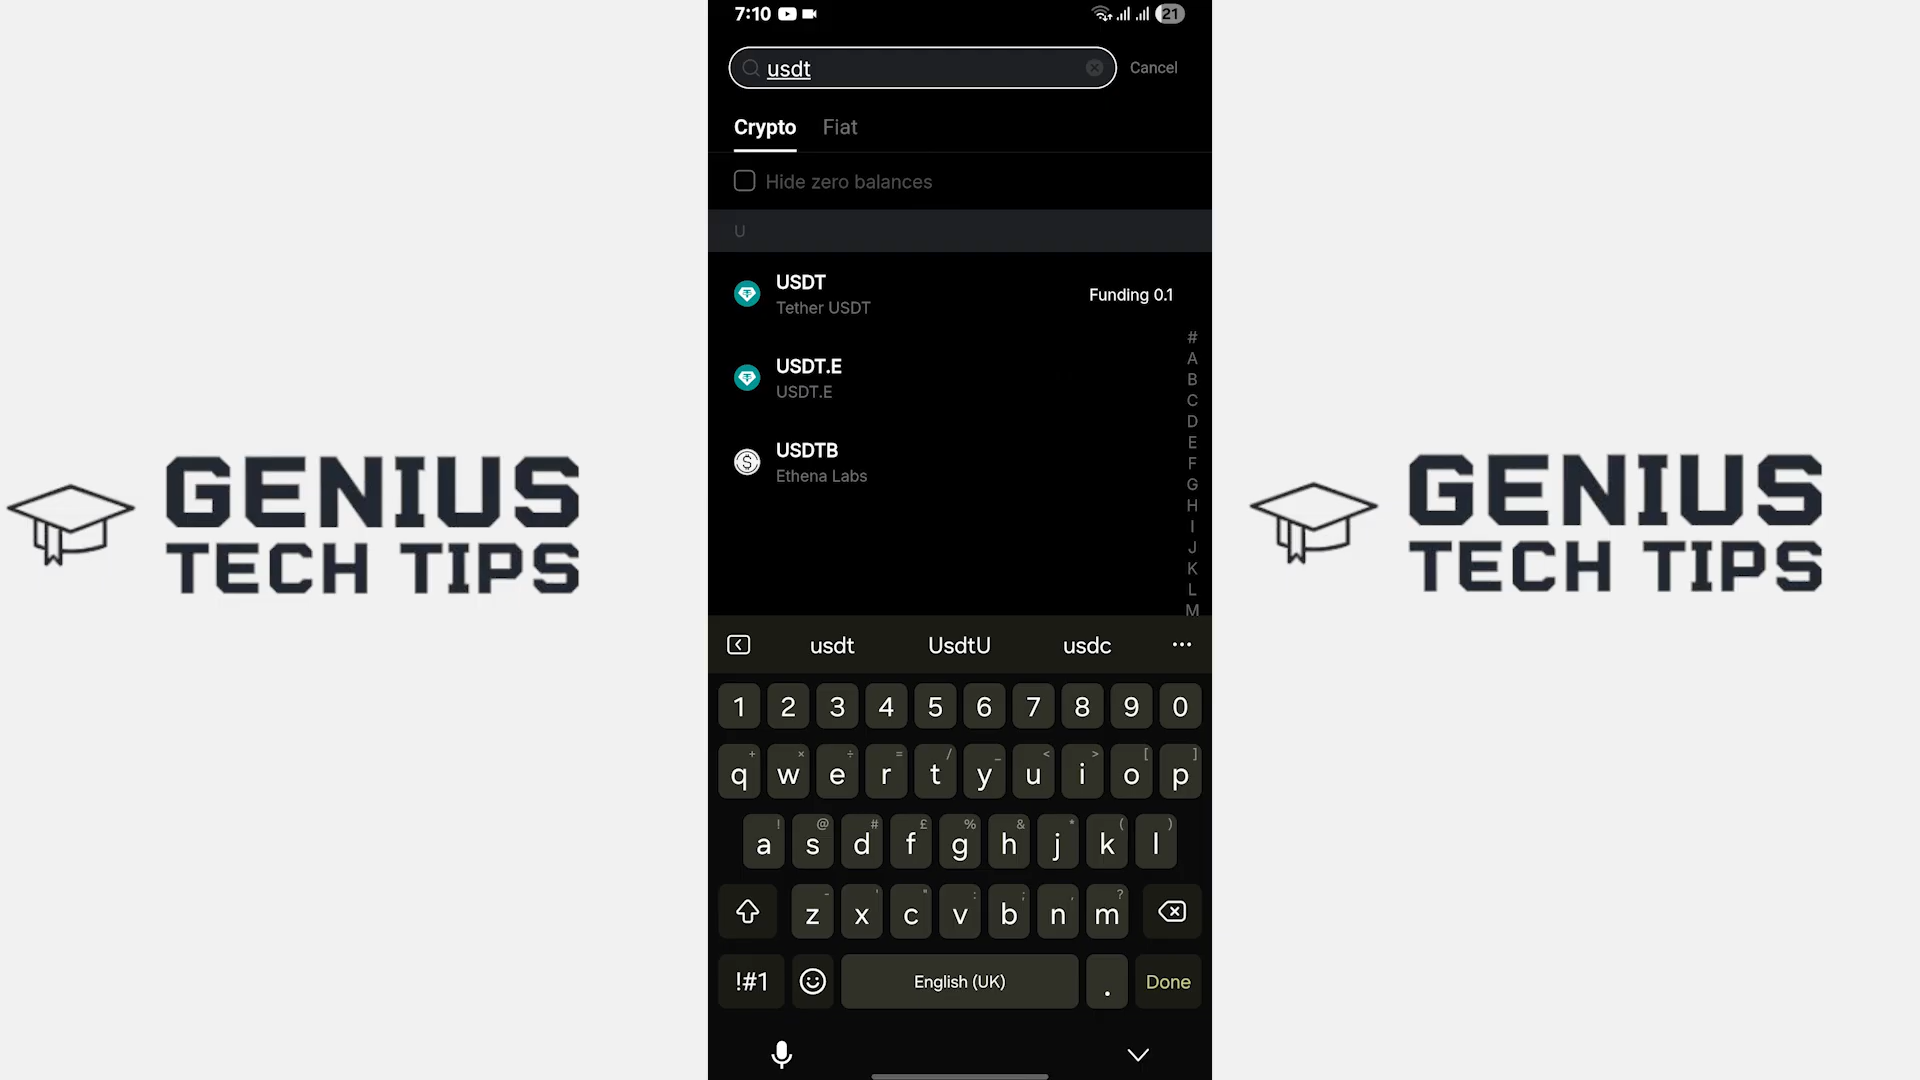 7:10
21
usdt
Cancel
Crypto
Fiat
Hide zero balances
U
USDT
Tether USDT
Funding 0.1
USDT.E
USDT.E
USDTB
Ethena Labs
#
A
B
C
D
E
F
G
H
I
J
K
L
M
GENIUS
TECH TIPS
GENIUS
TECH TIPS
usdt UsdtU usdc ...
1 2 3 4 5 6 7 8 9 0
+ × ÷ = / _ < > [ ]
q w e r t y u i o p
! @ # £ % & * ( )
a s d f g h j k l
- ' " : ; , ?
z x c v b n m
!#1 English (UK) . Done